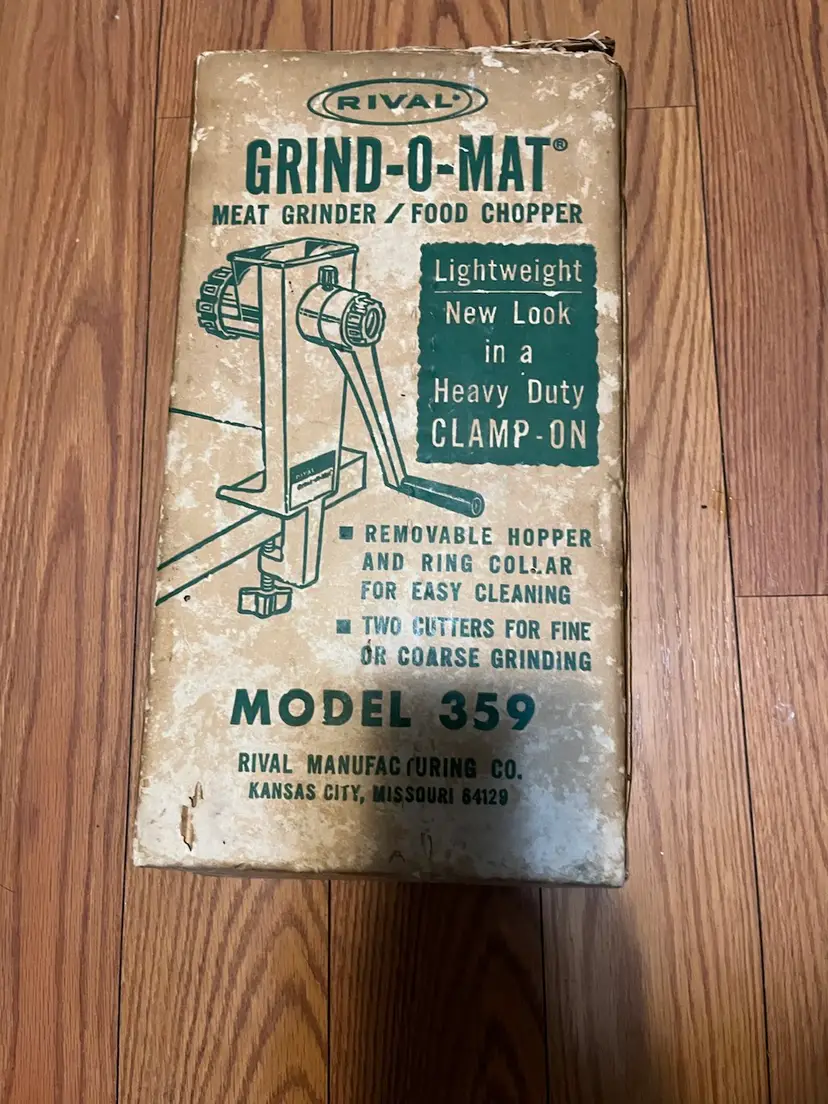 RIVAL®
GRIND-O-MAT®
MEAT GRINDER / FOOD CHOPPER
Lightweight
New Look
in a
Heavy Duty
CLAMP-ON
RIVAL
■ REMOVABLE HOPPER
AND RING COLLAR
FOR EASY CLEANING
■ TWO CUTTERS FOR FINE
OR COARSE GRINDING
MODEL 359
RIVAL MANUFACTURING CO.
KANSAS CITY, MISSOURI 64129